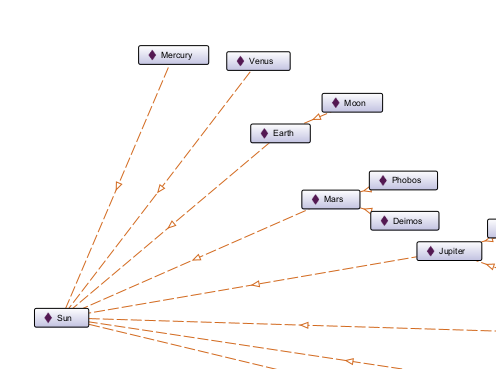 Mercury
Venus
Moon
Earth
Phobos
Mars
Deimos
Jupiter
Sun